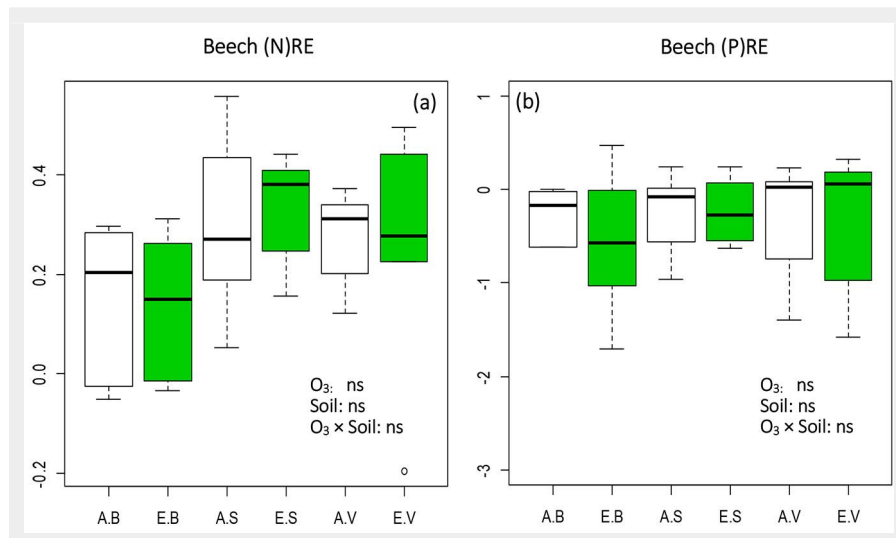 Beech (N)RE
(a)
0.4
0.2
0.0
-0.2
O₃: ns
Soil: ns
O₃ × Soil: ns
A.B E.B A.S E.S A.V E.V
Beech (P)RE
(b)
1
0
-1
-2
-3
O₃: ns
Soil: ns
O₃ × Soil: ns
A.B E.B A.S E.S A.V E.V